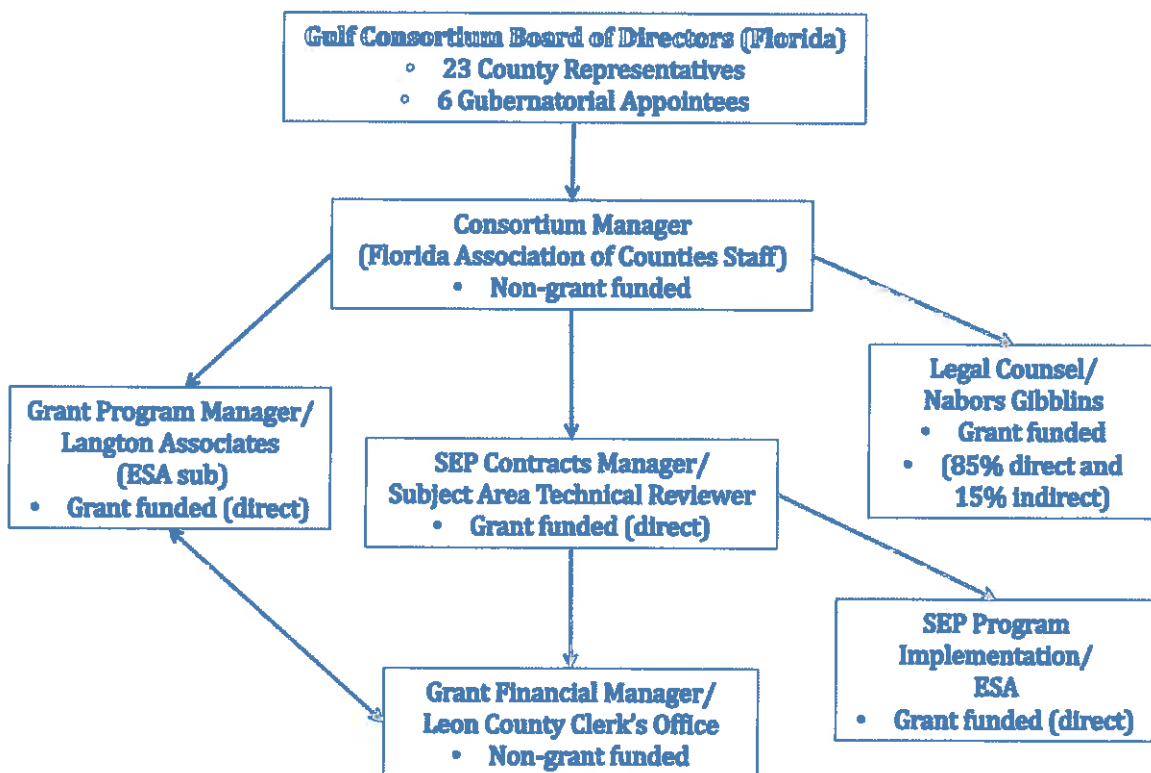 Gulf Consortium Board of Directors (Florida)
◦ 23 County Representatives
◦ 6 Gubernatorial Appointees
Consortium Manager
(Florida Association of Counties Staff)
• Non-grant funded
Grant Program Manager/
Langton Associates
(ESA sub)
• Grant funded (direct)
SEP Contracts Manager/
Subject Area Technical Reviewer
• Grant funded (direct)
Legal Counsel/
Nabors Gibblins
• Grant funded
• (85% direct and
15% indirect)
SEP Program
Implementation/
ESA
• Grant funded (direct)
Grant Financial Manager/
Leon County Clerk's Office
• Non-grant funded